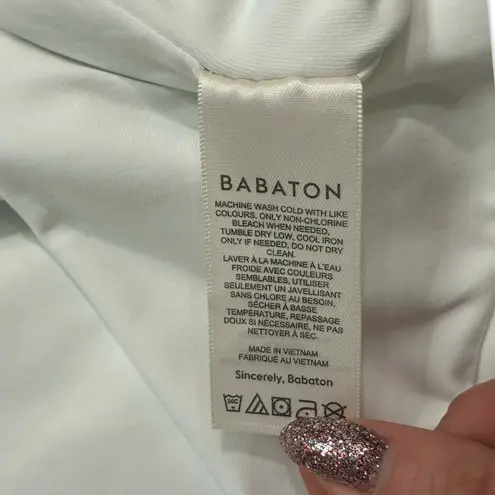 BABATON
MACHINE WASH COLD WITH LIKE
COLOURS, ONLY NON-CHLORINE
BLEACH WHEN NEEDED,
TUMBLE DRY LOW, COOL IRON
ONLY IF NEEDED, DO NOT DRY
CLEAN.
LAVER À LA MACHINE À L'EAU
FROIDE AVEC COULEURS
SEMBLABLES, UTILISER
SEULEMENT UN JAVELLISANT
SANS CHLORE AU BESOIN,
SÉCHER À BASSE
TEMPÉRATURE, REPASSAGE
DOUX SI NÉCESSAIRE, NE PAS
NETTOYER À SEC.
MADE IN VIETNAM
FABRIQUÉ AU VIETNAM
Sincerely, Babaton